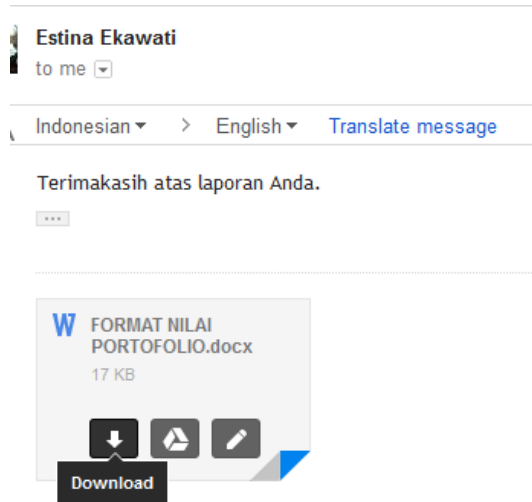 Estina Ekawati
to me
Indonesian > English Translate message
Terimakasih atas laporan Anda.
...
W FORMAT NILAI
PORTOFOLIO.docx
17 KB
Download